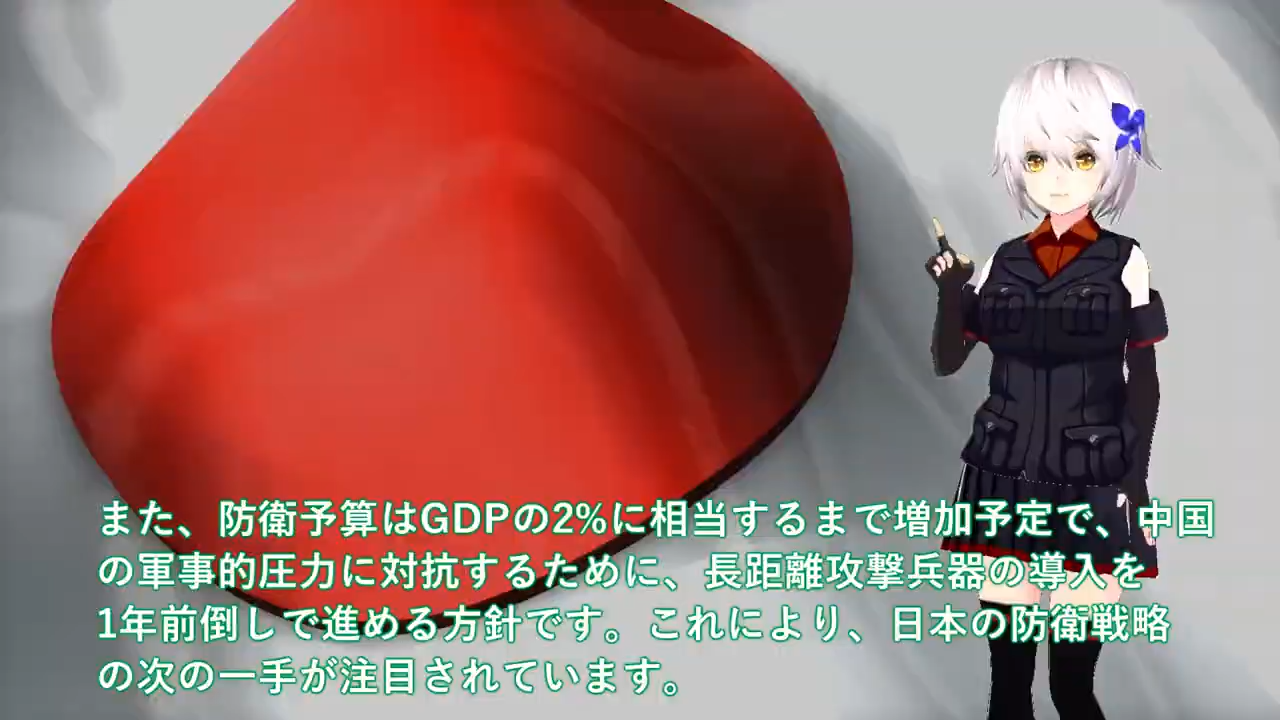 また、防衛予算はGDPの2%に相当するまで増加予定で、中国
の軍事的圧力に対抗するために、長距離攻撃兵器の導入を
1年前倒しで進める方針です。これにより、日本の防衛戦略
の次の一手が注目されています。